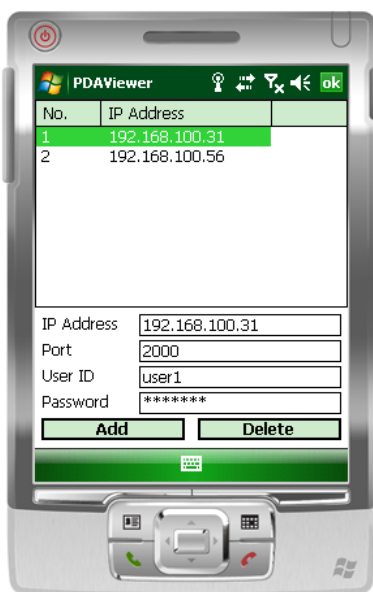 PDAViewer ok
No. IP Address
1 192.168.100.31
2 192.168.100.56
IP Address 192.168.100.31
Port 2000
User ID user1
Password *******
Add Delete